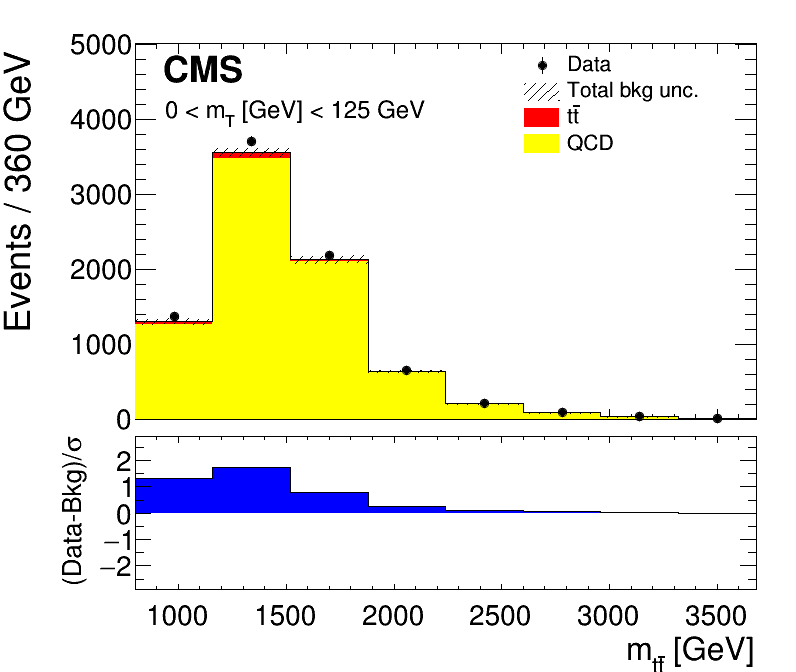 Events / 360 GeV
5000
4000
3000
2000
1000
0
CMS
0 < m_T [GeV] < 125 GeV
Data
Total bkg unc.
tt̄
QCD
(Data-Bkg)/σ
2
1
0
−1
−2
1000 1500 2000 2500 3000 3500
m_tt̄ [GeV]